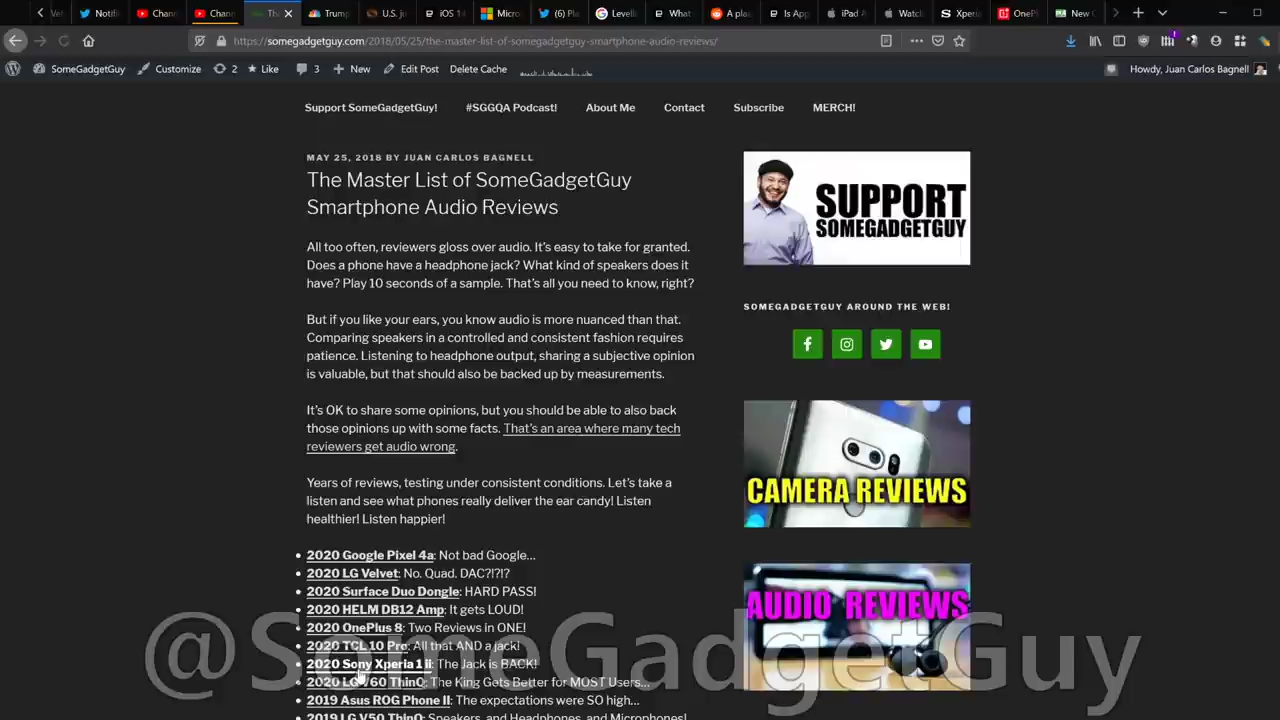 Vel
Notifi
Chann
Chann
Th
Trump
U.S. ju
iOS 14
Micro
(6) Pl
Levelle
What
A plac
Is App
iPad A
Watch
Xperia
OnePl
New C
https://somegadgetguy.com/2018/05/25/the-master-list-of-somegadgetguy-smartphone-audio-reviews/
SomeGadgetGuy Customize 2 Like 3 New Edit Post Delete Cache Howdy, Juan Carlos Bagnell
Support SomeGadgetGuy! #SGGQA Podcast! About Me Contact Subscribe MERCH!
MAY 25, 2018 BY JUAN CARLOS BAGNELL
The Master List of SomeGadgetGuy
Smartphone Audio Reviews
All too often, reviewers gloss over audio. It's easy to take for granted.
Does a phone have a headphone jack? What kind of speakers does it
have? Play 10 seconds of a sample. That's all you need to know, right?
But if you like your ears, you know audio is more nuanced than that.
Comparing speakers in a controlled and consistent fashion requires
patience. Listening to headphone output, sharing a subjective opinion
is valuable, but that should also be backed up by measurements.
It's OK to share some opinions, but you should be able to also back
those opinions up with some facts. That's an area where many tech
reviewers get audio wrong.
Years of reviews, testing under consistent conditions. Let's take a
listen and see what phones really deliver the ear candy! Listen
healthier! Listen happier!
2020 Google Pixel 4a: Not bad Google...
2020 LG Velvet: No. Quad. DAC?!?!?
2020 Surface Duo Dongle: HARD PASS!
2020 HELM DB12 Amp: It gets LOUD!
2020 OnePlus 8: Two Reviews in ONE!
2020 TCL 10 Pro: All that AND a jack!
2020 Sony Xperia 1 ii: The Jack is BACK!
2020 LG V60 ThinQ: The King Gets Better for MOST Users...
2019 Asus ROG Phone II: The expectations were SO high...
2019 LG V50 ThinQ: Speakers, and Headphones, and Microphones!
SUPPORT
SOMEGADGETGUY
SOMEGADGETGUY AROUND THE WEB!
CAMERA REVIEWS
AUDIO REVIEWS
@SomeGadgetGuy